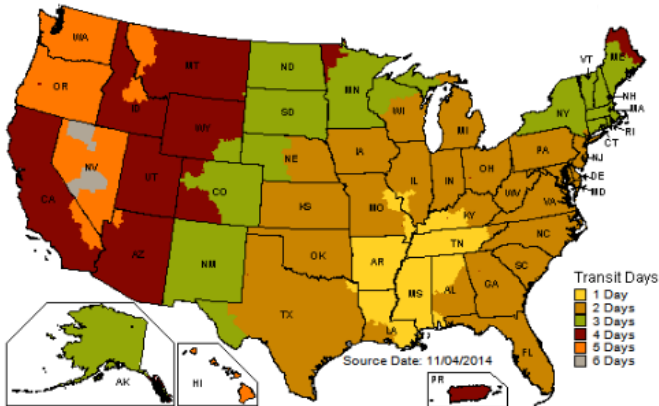 WA
OR
ID
MT
ND
MN
SD
WY
NV
UT
CO
NE
CA
AZ
NM
KS
OK
TX
IA
MO
AR
LA
WI
IL
MI
IN
OH
KY
TN
MS
AL
GA
FL
SC
NC
VA
WV
PA
NY
VT
ME
NH
MA
RI
CT
NJ
DE
MD
AK
HI
PR
Source Date: 11/04/2014
Transit Days
1 Day
2 Days
3 Days
4 Days
5 Days
6 Days